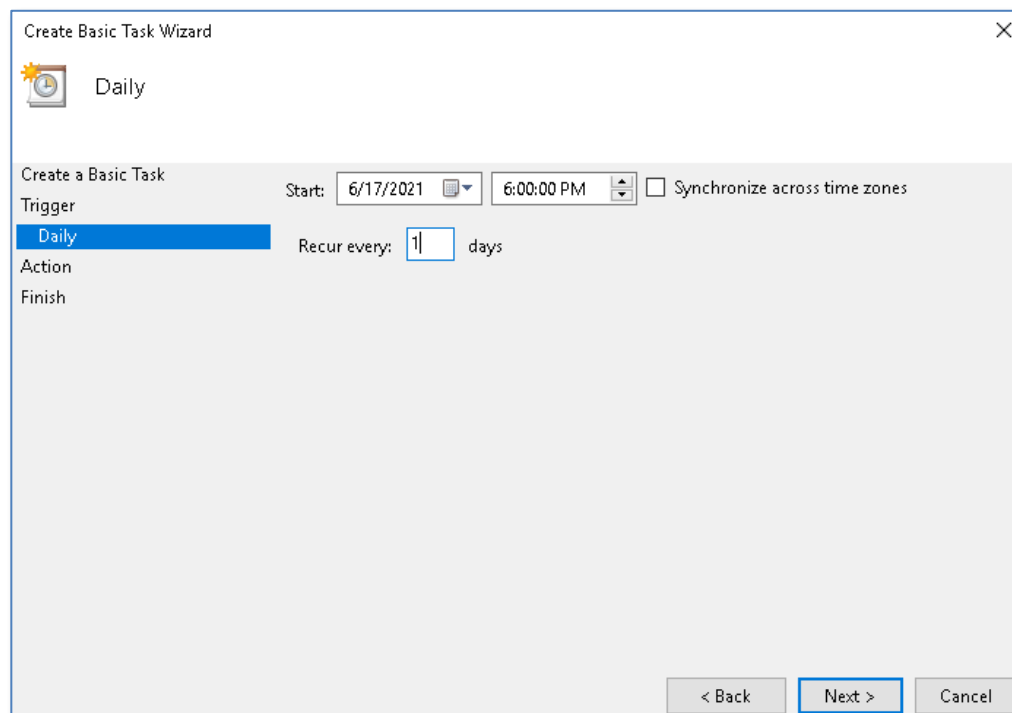 Create Basic Task Wizard
Daily
Create a Basic Task
Trigger
Daily
Action
Finish
Start: 6/17/2021 6:00:00 PM Synchronize across time zones
Recur every: 1 days
< Back Next > Cancel